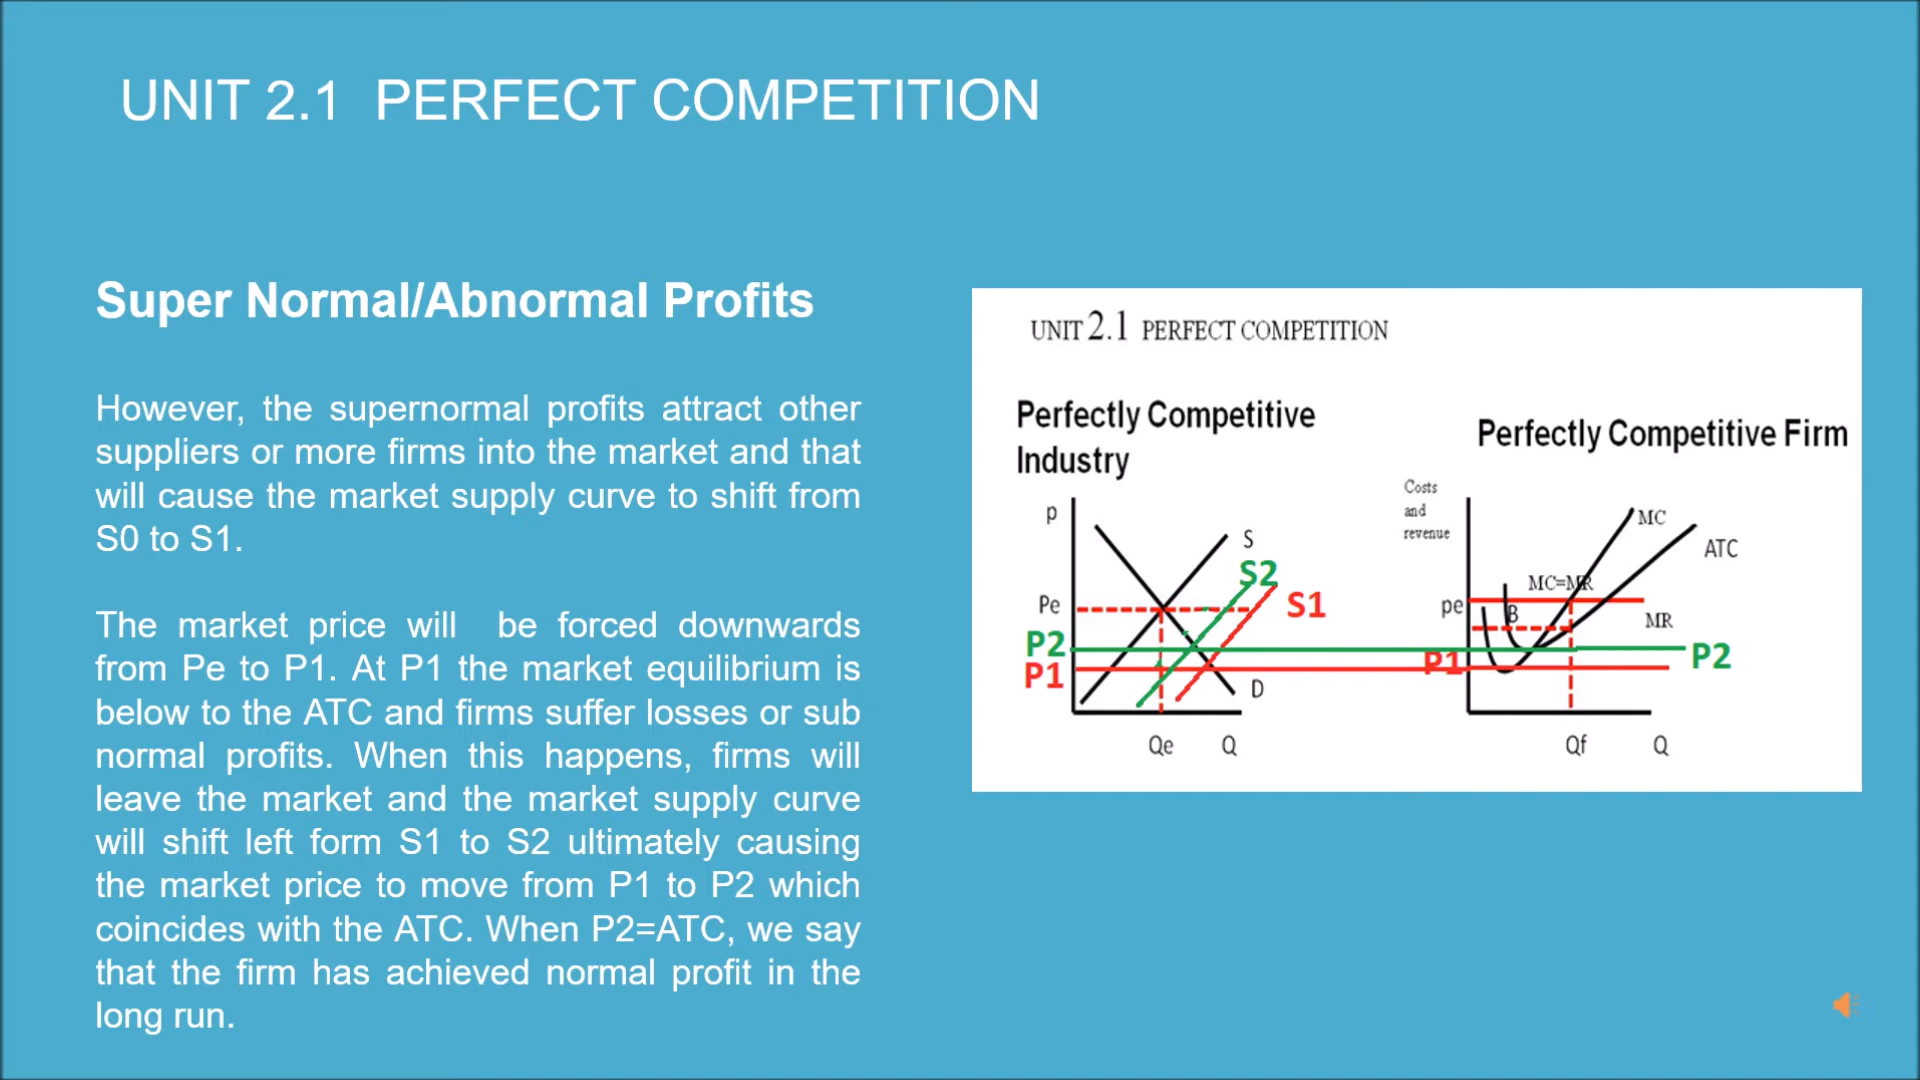 UNIT 2.1 PERFECT COMPETITION
Super Normal/Abnormal Profits
However, the supernormal profits attract other
suppliers or more firms into the market and that
will cause the market supply curve to shift from
S0 to S1.
The market price will be forced downwards
from Pe to P1. At P1 the market equilibrium is
below to the ATC and firms suffer losses or sub
normal profits. When this happens, firms will
leave the market and the market supply curve
will shift left form S1 to S2 ultimately causing
the market price to move from P1 to P2 which
coincides with the ATC. When P2=ATC, we say
that the firm has achieved normal profit in the
long run.
UNIT 2.1 PERFECT COMPETITION
Perfectly Competitive
Industry
p
S
S2
S1
Pe
P2
P1
D
Qe
Q
Perfectly Competitive Firm
Costs
and
revenue
MC
ATC
MC=MR
pe
B
MR
P1
P2
Qf
Q